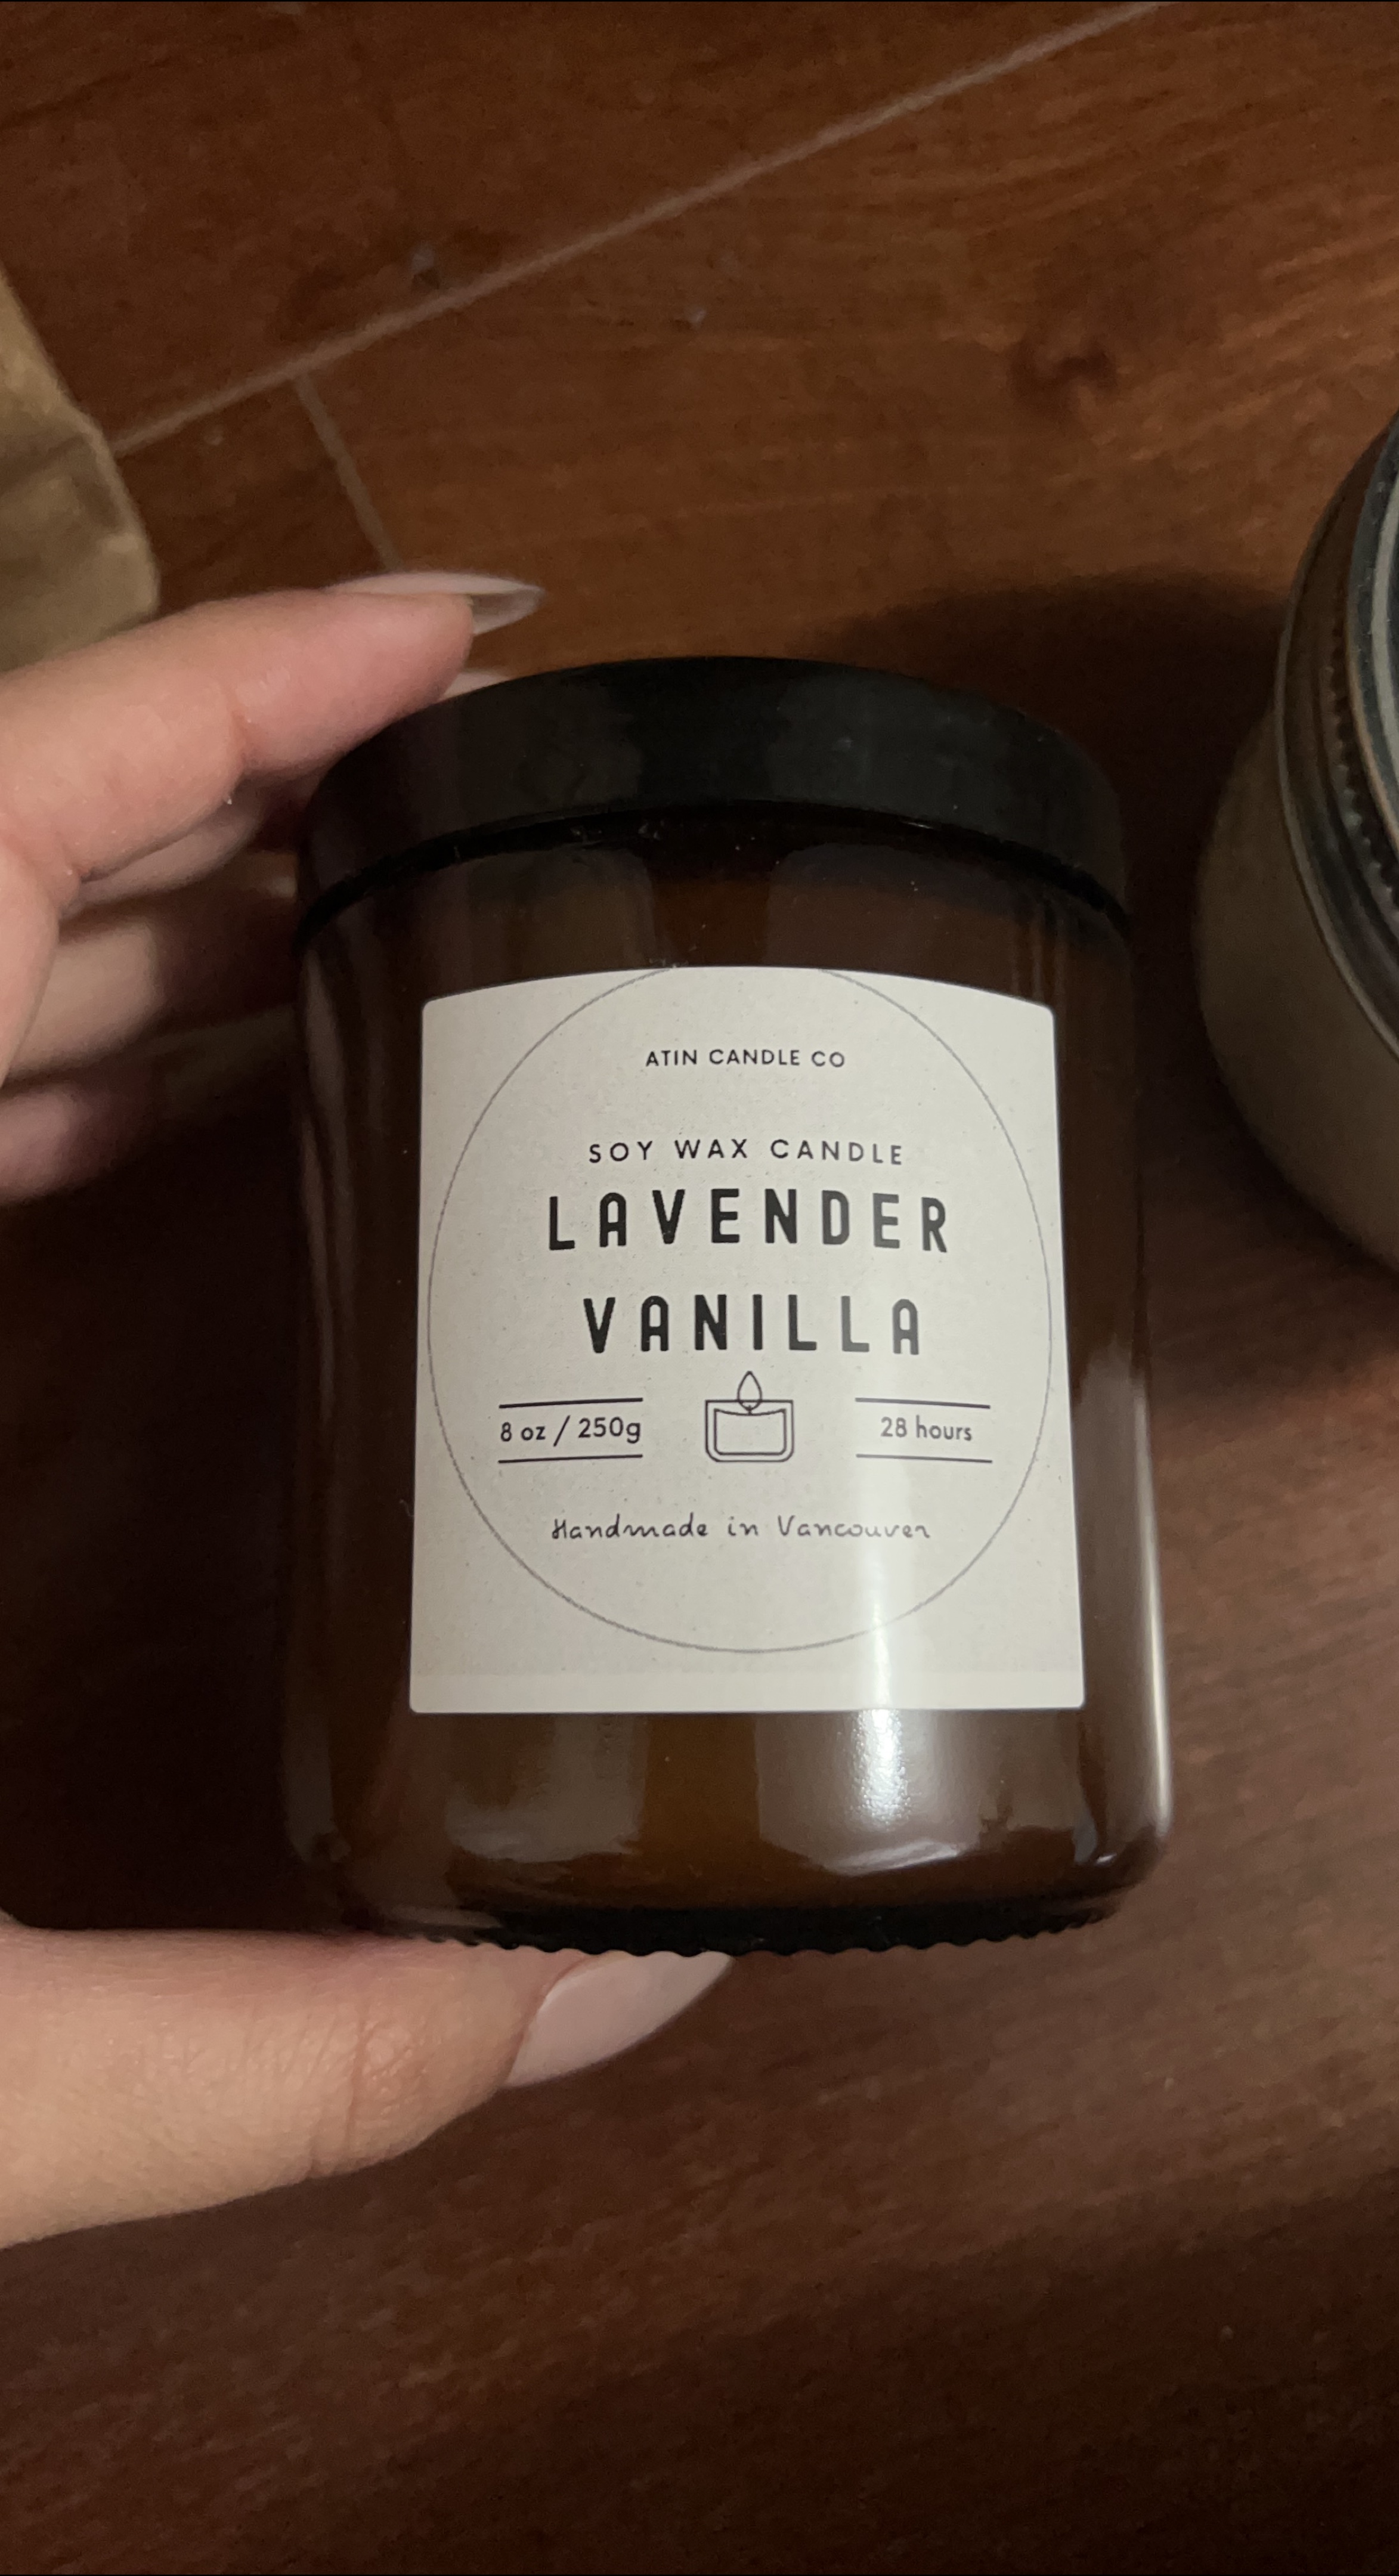 ATIN CANDLE CO
SOY WAX CANDLE
LAVENDER
VANILLA
8 oz / 250g
28 hours
Handmade in Vancouver